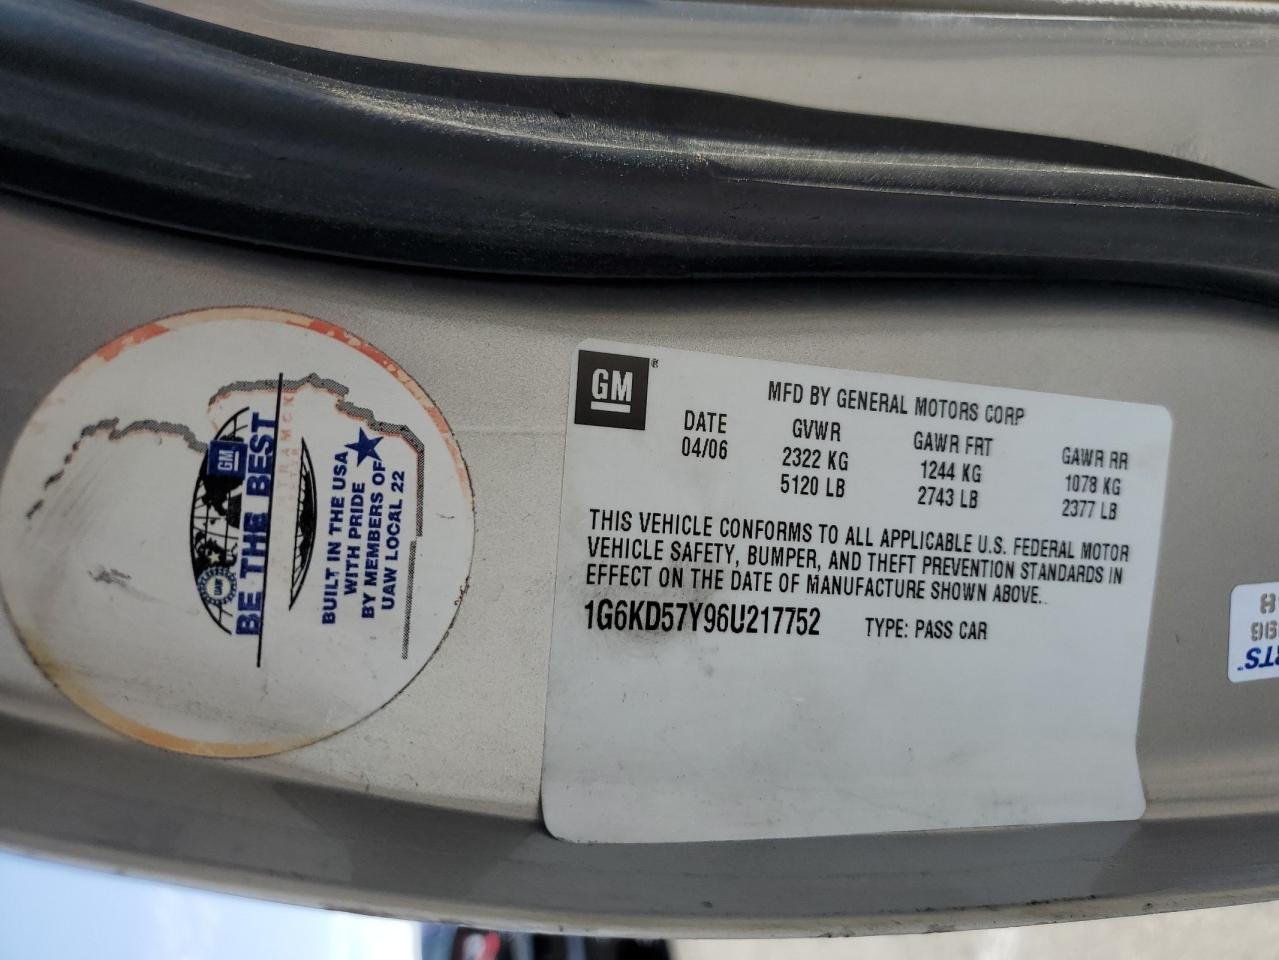 GM
BE THE BEST
BUILT IN THE USA
WITH PRIDE
BY MEMBERS OF
UAW LOCAL 22
GM ®
MFD BY GENERAL MOTORS CORP
DATE GVWR GAWR FRT GAWR RR
04/06 2322 KG 1244 KG 1078 KG
5120 LB 2743 LB 2377 LB
THIS VEHICLE CONFORMS TO ALL APPLICABLE U.S. FEDERAL MOTOR
VEHICLE SAFETY, BUMPER, AND THEFT PREVENTION STANDARDS IN
EFFECT ON THE DATE OF MANUFACTURE SHOWN ABOVE.
1G6KD57Y96U217752 TYPE: PASS CAR